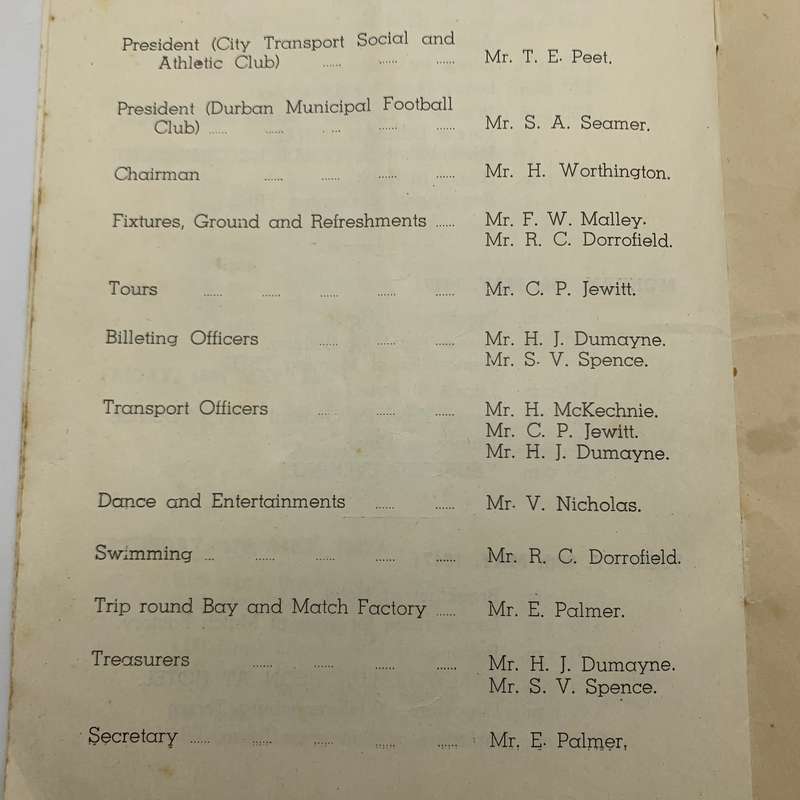 President (City Transport Social and
Athletic Club) ...... ...... ...... Mr. T. E. Peet.
President (Durban Municipal Football
Club) ...... ...... ...... ...... ...... Mr. S. A. Seamer.
Chairman ...... ...... ...... ...... Mr. H. Worthington.
Fixtures, Ground and Refreshments ...... Mr. F. W. Malley.
Mr. R. C. Dorrofield.
Tours ...... ...... ...... ...... ...... Mr. C. P. Jewitt.
Billeting Officers ...... ...... ...... Mr. H. J. Dumayne.
Mr. S. V. Spence.
Transport Officers ...... ...... ...... Mr. H. McKechnie.
Mr. C. P. Jewitt.
Mr. H. J. Dumayne.
Dance and Entertainments ...... ...... Mr. V. Nicholas.
Swimming ... ...... ...... ...... ...... Mr. R. C. Dorrofield.
Trip round Bay and Match Factory ...... Mr. E. Palmer.
Treasurers ...... ...... ...... ...... Mr. H. J. Dumayne.
Mr. S. V. Spence.
Secretary ...... ...... ...... ...... ...... Mr. E. Palmer,